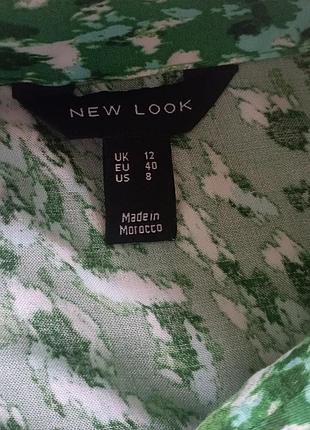 NEW LOOK
UK 12
EU 40
US 8
Made in
Morocco